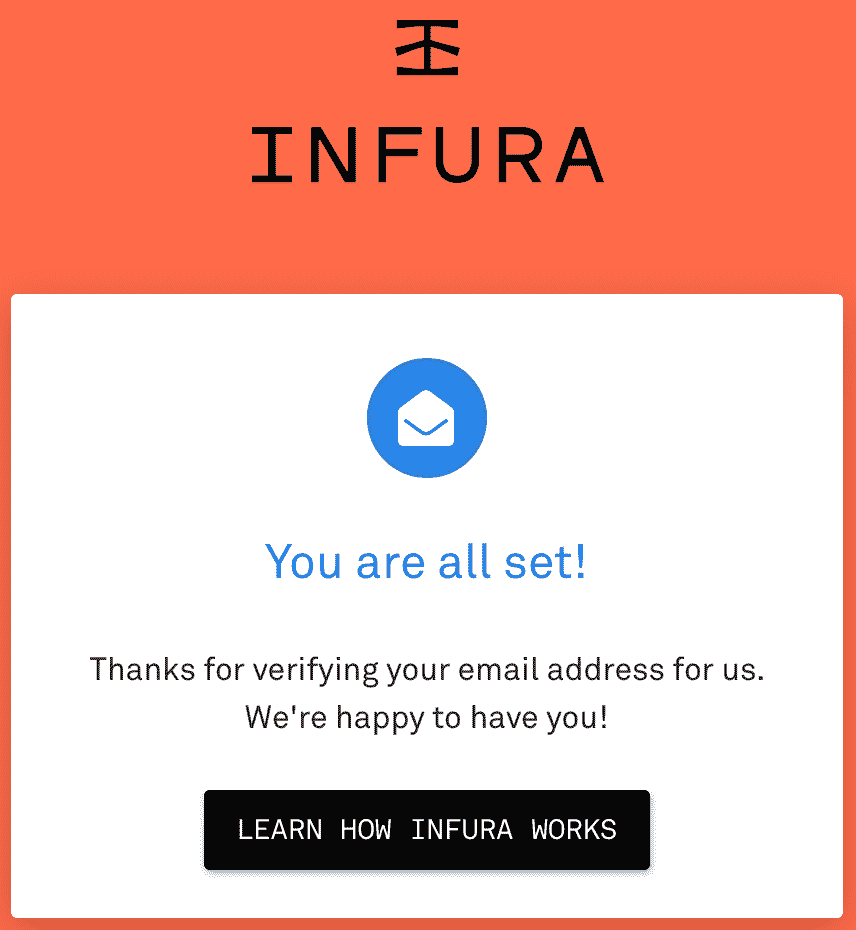 INFURA
You are all set!
Thanks for verifying your email address for us.
We're happy to have you!
LEARN HOW INFURA WORKS